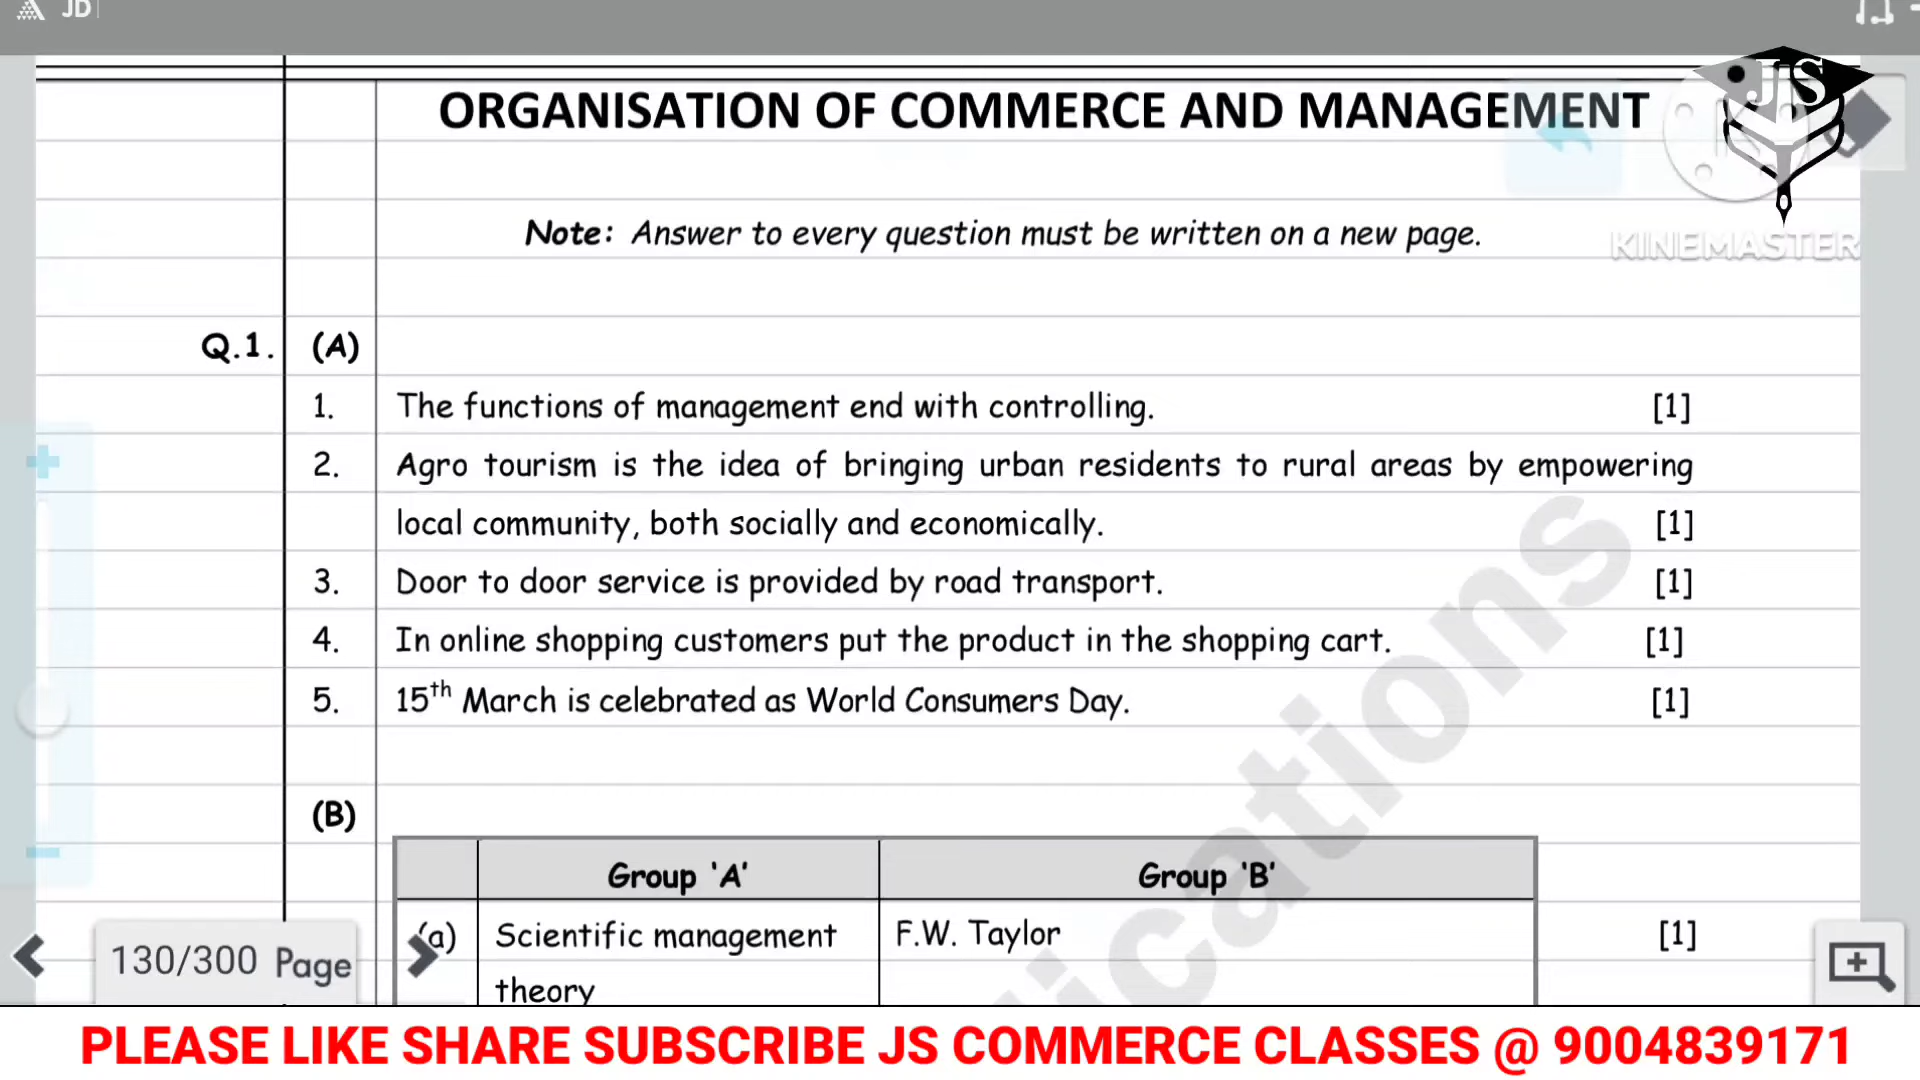 JD
JS
ORGANISATION OF COMMERCE AND MANAGEMENT
Note: Answer to every question must be written on a new page.
KINEMASTER
Q.1. (A)
1. The functions of management end with controlling. [1]
2. Agro tourism is the idea of bringing urban residents to rural areas by empowering
local community, both socially and economically. [1]
3. Door to door service is provided by road transport. [1]
4. In online shopping customers put the product in the shopping cart. [1]
5. 15th March is celebrated as World Consumers Day. [1]
(B)
Group 'A' Group 'B'
(a) Scientific management F.W. Taylor [1]
theory
130/300 Page
PLEASE LIKE SHARE SUBSCRIBE JS COMMERCE CLASSES @ 9004839171